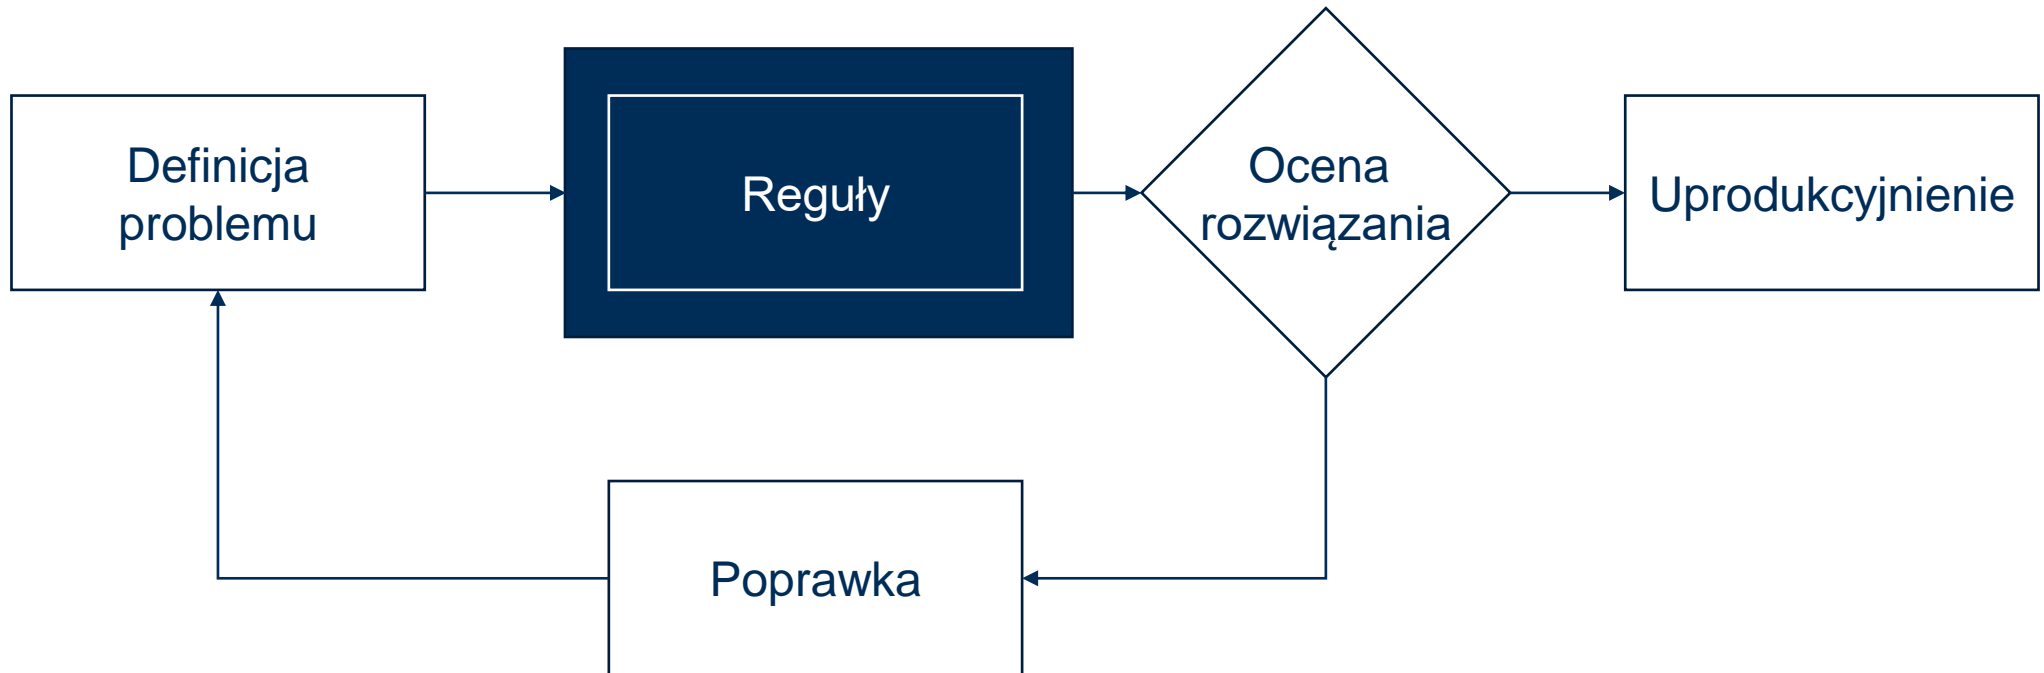 Definicja
problemu
Reguły
Ocena
rozwiązania
Uprodukcyjnienie
Poprawka